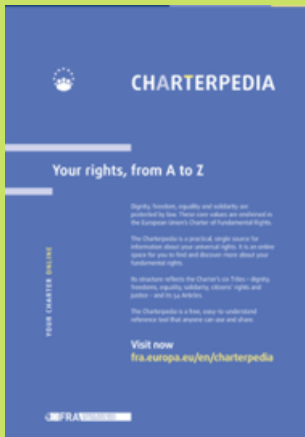 CHARTERPEDIA
Your rights, from A to Z
Dignity, freedom, equality and solidarity are
protected by law. These core values are enshrined in
the European Union's Charter of Fundamental Rights.
The Charterpedia is a practical, single source for
information about your universal rights. It is an online
space for you to find and discover more about your
fundamental rights.
Its structure reflects the Charter's six Titles – dignity,
freedoms, equality, solidarity, citizens' rights and
justice – and its 54 Articles.
The Charterpedia is a free, easy-to-understand
reference tool that anyone can use and share.
YOUR CHARTER ONLINE
Visit now
fra.europa.eu/en/charterpedia
FRA